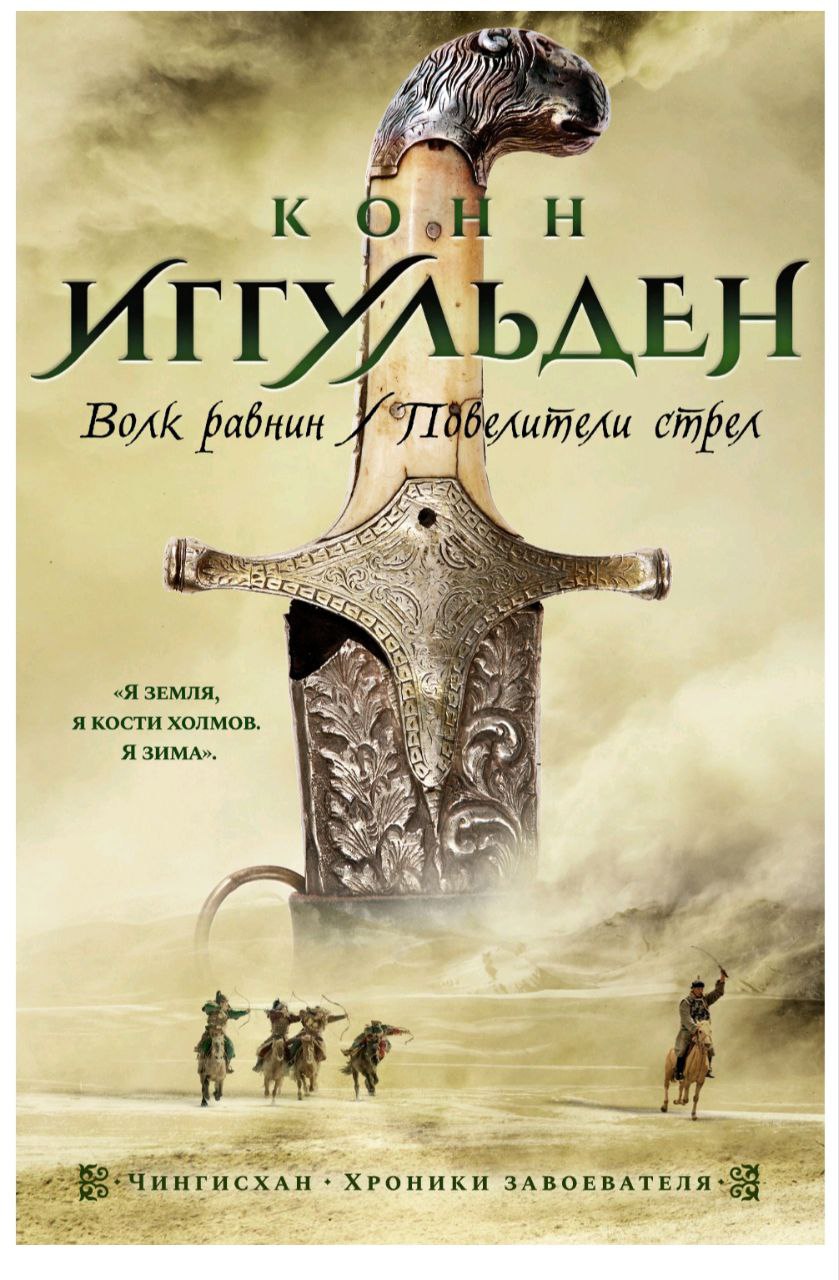 Конн
Иггульден
Волк равнин / Повелители стрел
«Я земля,
я кости холмов.
Я зима».
·Чингисхан · Хроники завоевателя·